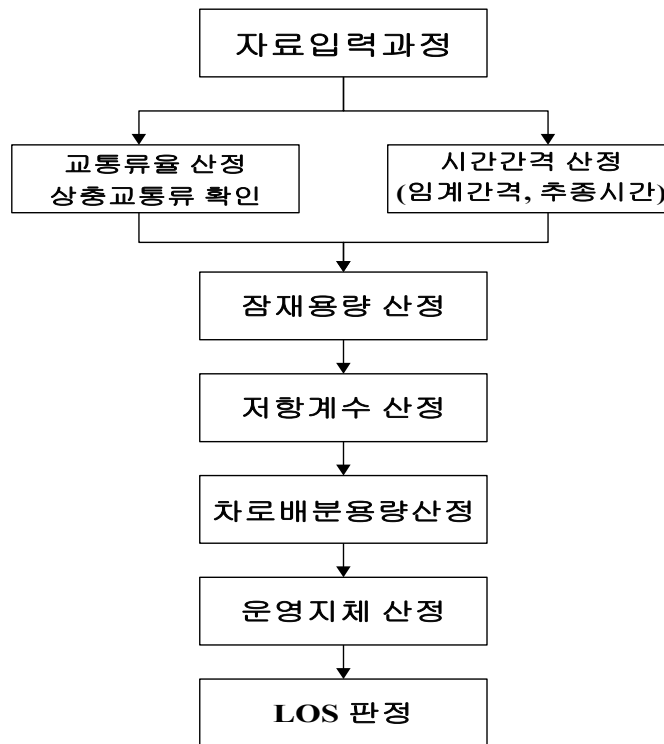 자료입력과정
교통류율 산정
상충교통류 확인
시간간격 산정
(임계간격, 추종시간)
잠재용량 산정
저항계수 산정
차로배분용량산정
운영지체 산정
LOS 판정